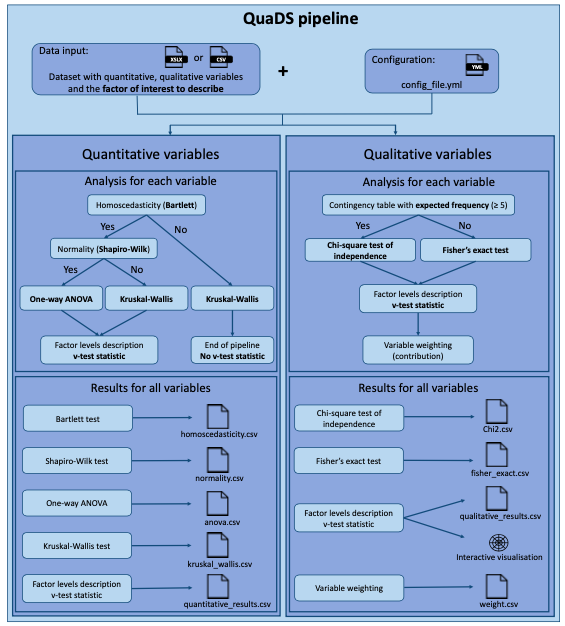 QuaDS pipeline
Data input:
XSLX
or
CSV
Dataset with quantitative, qualitative variables
and the factor of interest to describe
+
Configuration:
YML
config_file.yml
Quantitative variables
Analysis for each variable
Homoscedasticity (Bartlett)
Yes
No
Normality (Shapiro-Wilk)
Yes
No
One-way ANOVA
Kruskal-Wallis
Kruskal-Wallis
Factor levels description
v-test statistic
End of pipeline
No v-test statistic
Results for all variables
Bartlett test
homoscedasticity.csv
Shapiro-Wilk test
normality.csv
One-way ANOVA
anova.csv
Kruskal-Wallis test
kruskal_wallis.csv
Factor levels description
v-test statistic
quantitative_results.csv
Qualitative variables
Analysis for each variable
Contingency table with expected frequency (≥ 5)
Yes
No
Chi-square test of
independence
Fisher's exact test
Factor levels description
v-test statistic
Variable weighting
(contribution)
Results for all variables
Chi-square test of
independence
Chi2.csv
Fisher's exact test
fisher_exact.csv
Factor levels description
v-test statistic
qualitative_results.csv
Interactive visualisation
Variable weighting
weight.csv